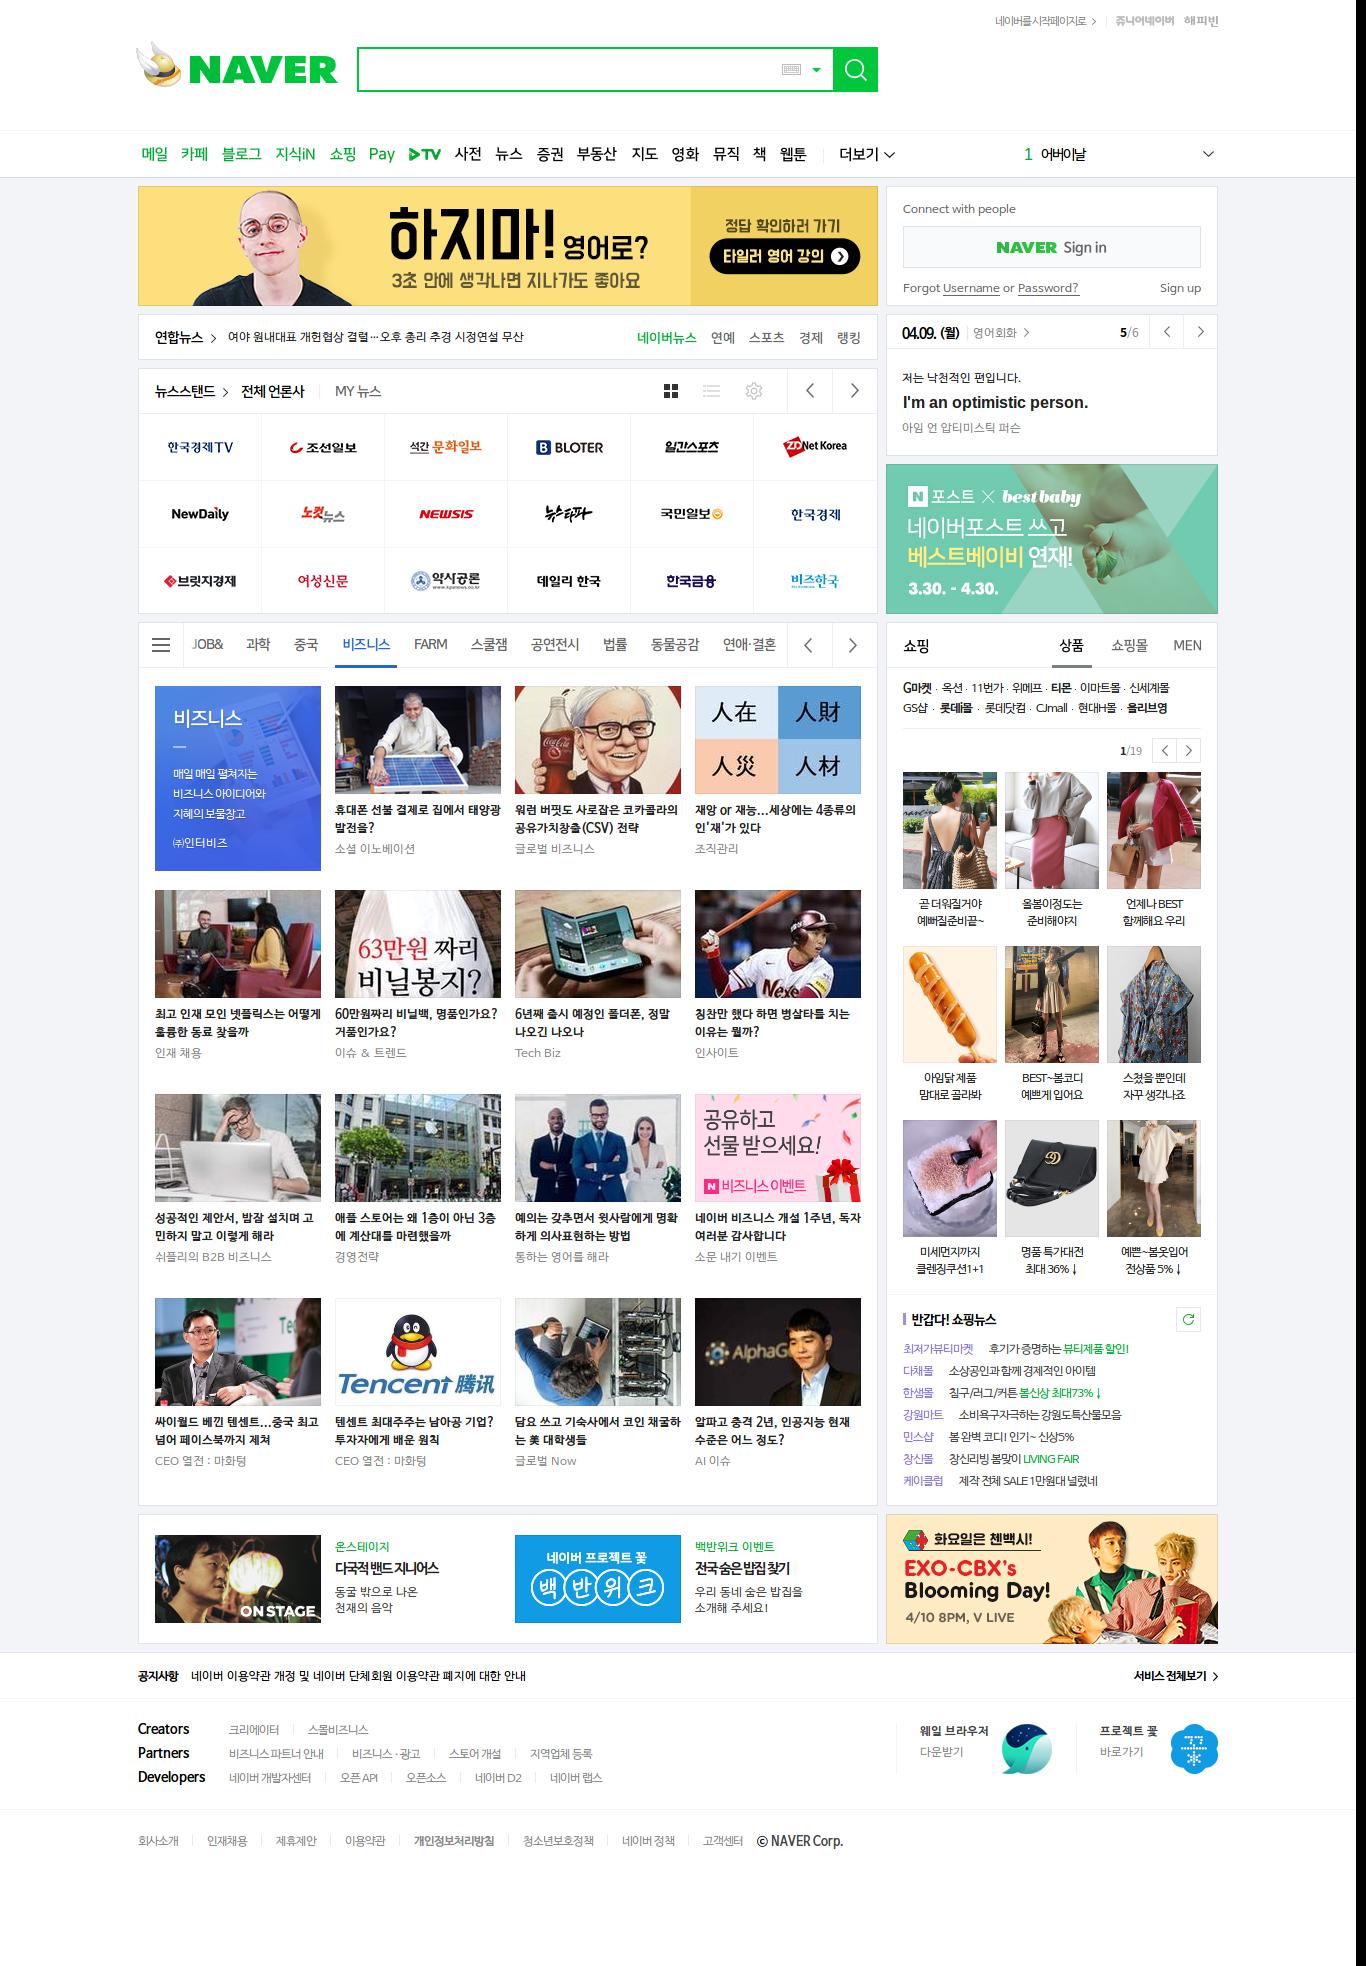 네이버를 시작페이지로
쥬니어네이버 해피빈
NAVER
메일 카페 블로그 지식iN 쇼핑 Pay TV 사전 뉴스 증권 부동산 지도 영화 뮤직 책 웹툰 더보기
1 어버이날
하지마! 영어로?
3초 안에 생각나면 지나가도 좋아요
정답 확인하러 가기
타일러 영어 강의
Connect with people
NAVER Sign in
Forgot Username or Password? Sign up
연합뉴스 여야 원내대표 개헌협상 결렬…오후 총리 추경 시정연설 무산
네이버뉴스 연예 스포츠 경제 랭킹
04.09. (월) 영어회화 5/6
저는 낙천적인 편입니다.
I'm an optimistic person.
아임 언 압티미스틱 퍼슨
뉴스스탠드 전체 언론사 MY 뉴스
한국경제TV 조선일보 석간 문화일보 BLOTER 일간스포츠 ZDNet Korea
NewDaily 노컷뉴스 NEWSIS 뉴스타파 국민일보 한국경제
브릿지경제 여성신문 약사공론 데일리 한국 한국금융 비즈한국
N 포스트 × best baby
네이버포스트 쓰고
베스트베이비 연재!
3.30. - 4.30.
JOB& 과학 중국 비즈니스 FARM 스쿨잼 공연전시 법률 동물공감 연애·결혼
비즈니스
매일 매일 펼쳐지는
비즈니스 아이디어와
지혜의 보물창고
㈜인터비즈
휴대폰 선불 결제로 집에서 태양광
발전을?
소셜 이노베이션
Coca-Cola
워런 버핏도 사로잡은 코카콜라의
공유가치창출(CSV) 전략
글로벌 비즈니스
人在 人財
人災 人材
재앙 or 재능...세상에는 4종류의
인'재'가 있다
조직관리
최고 인재 모인 넷플릭스는 어떻게
훌륭한 동료 찾을까
인재 채용
63만원 짜리
비닐봉지?
60만원짜리 비닐백, 명품인가요?
거품인가요?
이슈 & 트렌드
6년째 출시 예정인 폴더폰, 정말
나오긴 나오나
Tech Biz
칭찬만 했다 하면 병살타를 치는
이유는 뭘까?
인사이트
성공적인 제안서, 밤잠 설치며 고
민하지 말고 이렇게 해라
쉬플리의 B2B 비즈니스
애플 스토어는 왜 1층이 아닌 3층
에 계산대를 마련했을까
경영전략
예의는 갖추면서 윗사람에게 명확
하게 의사표현하는 방법
통하는 영어를 해라
공유하고
선물 받으세요!
N 비즈니스 이벤트
네이버 비즈니스 개설 1주년, 독자
여러분 감사합니다
소문 내기 이벤트
싸이월드 베낀 텐센트...중국 최고
넘어 페이스북까지 제쳐
CEO 열전 : 마화텅
Tencent 腾讯
텐센트 최대주주는 남아공 기업?
투자자에게 배운 원칙
CEO 열전 : 마화텅
담요 쓰고 기숙사에서 코인 채굴하
는 美 대학생들
글로벌 Now
AlphaG
알파고 충격 2년, 인공지능 현재
수준은 어느 정도?
AI 이슈
쇼핑 상품 쇼핑몰 MEN
G마켓 · 옥션 · 11번가 · 위메프 · 티몬 · 이마트몰 · 신세계몰
GS샵 · 롯데i몰 · 롯데닷컴 · CJmall · 현대H몰 · 올리브영
1/19
곧 더워질거야
예뻐질준비끝~
올봄이정도는
준비해야지
언제나 BEST
함께해요 우리
아임닭 제품
맘대로 골라봐
BEST~봄코디
예쁘게 입어요
스쳤을 뿐인데
자꾸 생각나죠
미세먼지까지
클렌징쿠션1+1
명품 특가대전
최대 36%↓
예쁜~봄옷입어
전상품 5%↓
반갑다! 쇼핑뉴스
최저가뷰티마켓 후기가 증명하는 뷰티제품 할인!
다채몰 소상공인과 함께 경제적인 아이템
한샘몰 침구/러그/커튼 봄신상 최대73%↓
강원마트 소비욕구자극하는 강원도특산물모음
민스샵 봄 완벽 코디! 인기~ 신상5%
창신몰 창신리빙 봄맞이 LIVING FAIR
케이클럽 제작 전체 SALE 1만원대 널렸네
ON STAGE
온스테이지
다국적 밴드 지니어스
동굴 밖으로 나온
천재의 음악
네이버 프로젝트 꽃
백반위크
백반위크 이벤트
전국 숨은 밥집 찾기
우리 동네 숨은 밥집을
소개해 주세요!
화요일은 첸백시!
EXO-CBX's
Blooming Day!
4/10 8PM, V LIVE
공지사항 네이버 이용약관 개정 및 네이버 단체회원 이용약관 폐지에 대한 안내
서비스 전체보기
Creators 크리에이터 스몰비즈니스
Partners 비즈니스 파트너 안내 비즈니스 · 광고 스토어 개설 지역업체 등록
Developers 네이버 개발자센터 오픈 API 오픈소스 네이버 D2 네이버 랩스
웨일 브라우저
다운받기
프로젝트 꽃
바로가기
회사소개 인재채용 제휴제안 이용약관 개인정보처리방침 청소년보호정책 네이버 정책 고객센터 © NAVER Corp.